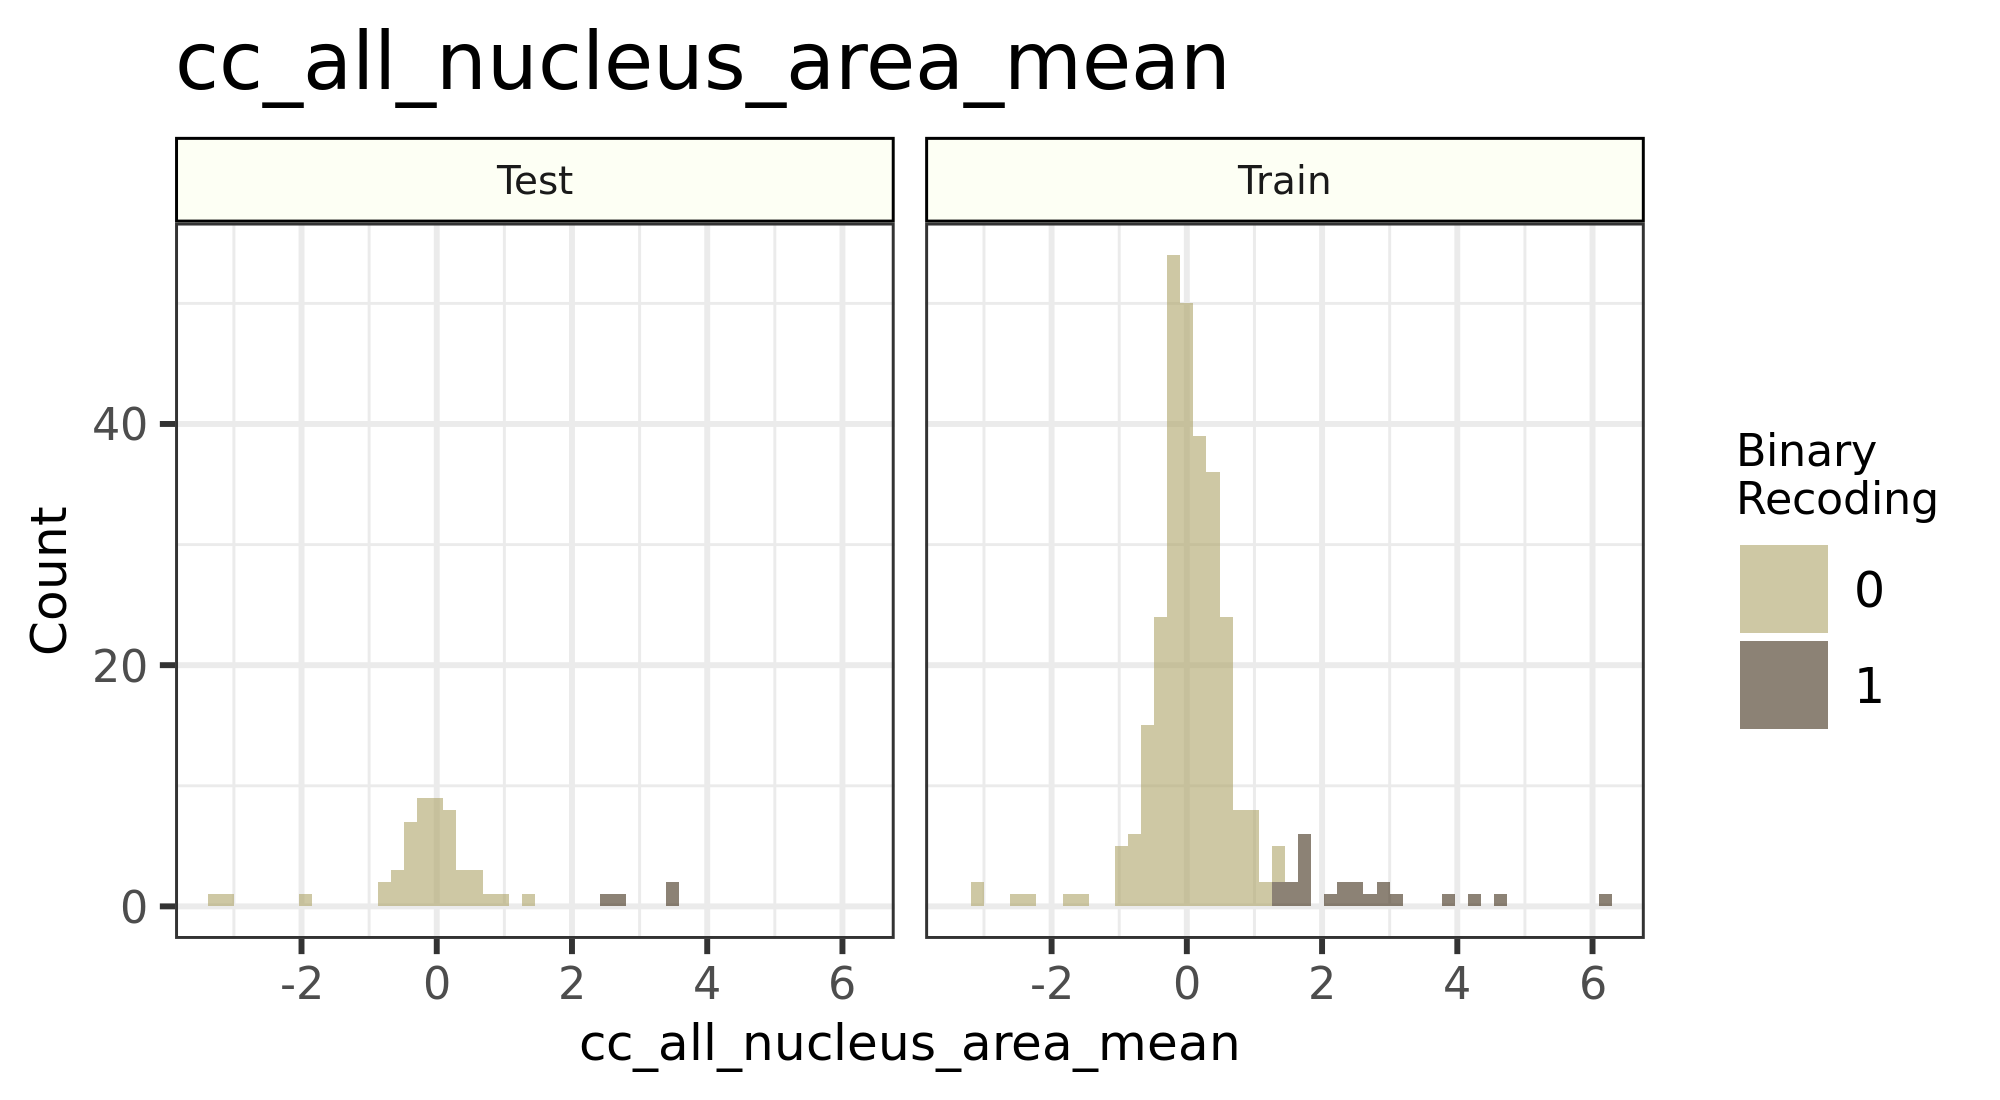 cc_all_nucleus_area_mean
Test
Train
Count
40
20
0
-2 0 2 4 6
-2 0 2 4 6
cc_all_nucleus_area_mean
Binary
Recoding
0
1